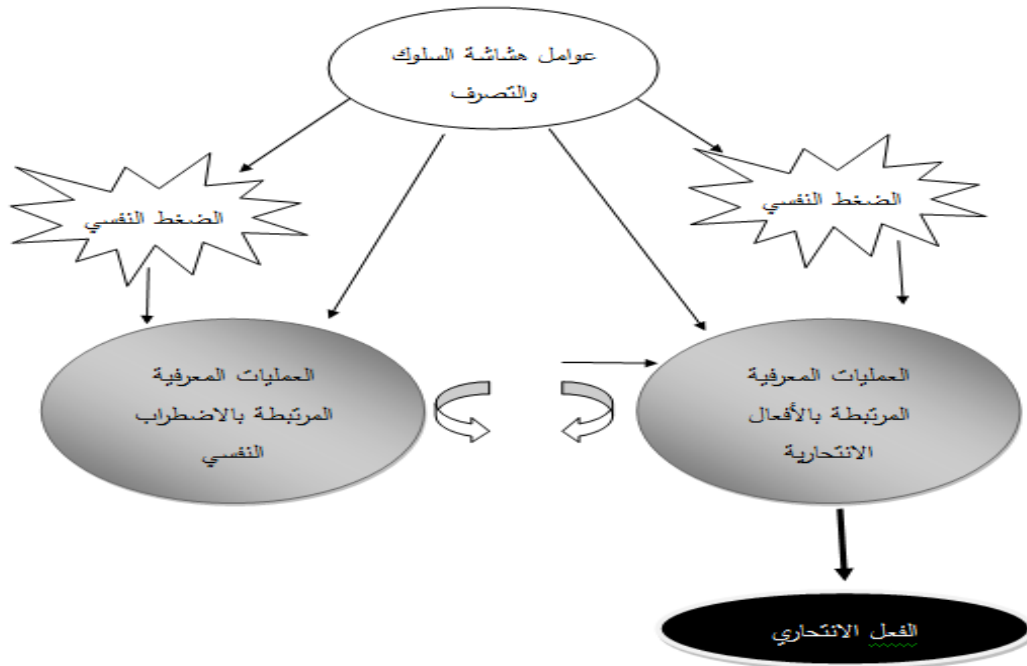 عوامل هشاشة السلوك
والتصرف
الضغط النفسي
الضغط النفسي
العمليات المعرفية
المرتبطة بالأفعال
الانتحارية
العمليات المعرفية
المرتبطة بالاضطراب
النفسي
الفعل الانتحاري